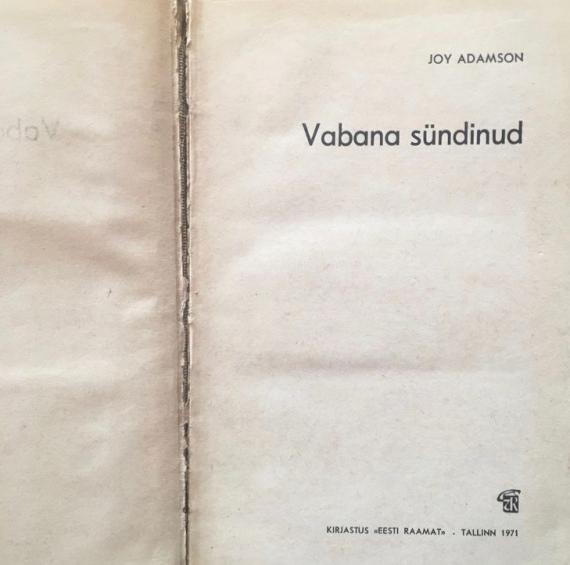 JOY ADAMSON
Vabana sündinud
KIRJASTUS «EESTI RAAMAT» . TALLINN 1971